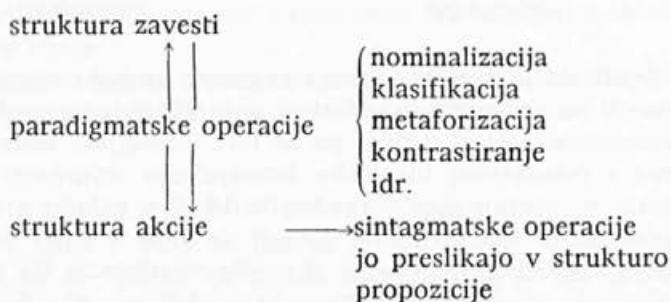 struktura zavesti
nominalizacija
klasifikacija
paradigmatske operacije
metaforizacija
kontrastiranje
idr.
struktura akcije
sintagmatske operacije
jo preslikajo v strukturo
propozicije